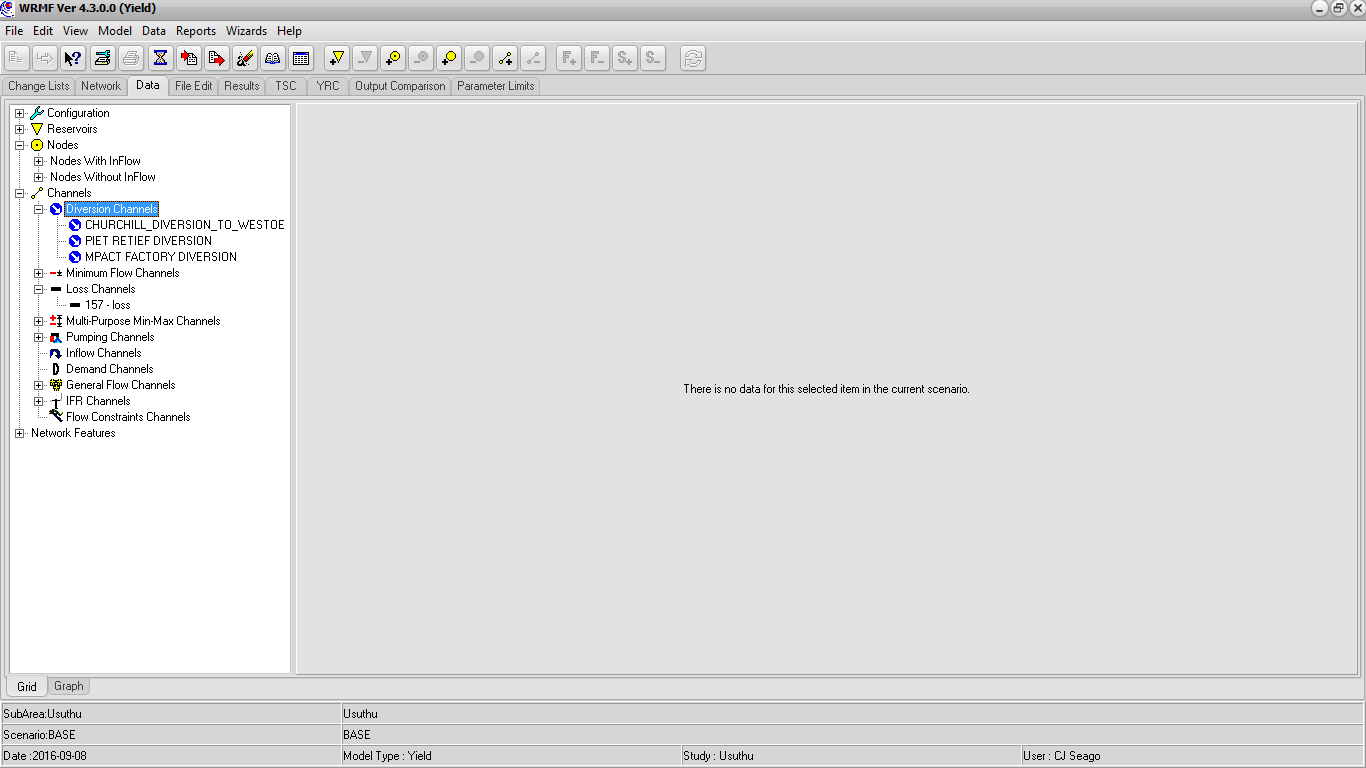 WRMF Ver 4.3.0.0 (Yield)
File Edit View Model Data Reports Wizards Help
Change Lists Network Data File Edit Results TSC YRC Output Comparison Parameter Limits
Configuration
Reservoirs
Nodes
Nodes With InFlow
Nodes Without InFlow
Channels
Diversion Channels
CHURCHILL_DIVERSION_TO_WESTOE
PIET RETIEF DIVERSION
MPACT FACTORY DIVERSION
Minimum Flow Channels
Loss Channels
157 - loss
Multi-Purpose Min-Max Channels
Pumping Channels
Inflow Channels
Demand Channels
General Flow Channels
IFR Channels
Flow Constraints Channels
Network Features
There is no data for this selected item in the current scenario.
Grid Graph
SubArea:Usuthu Usuthu
Scenario:BASE BASE
Date :2016-09-08 Model Type : Yield Study : Usuthu User : CJ Seago